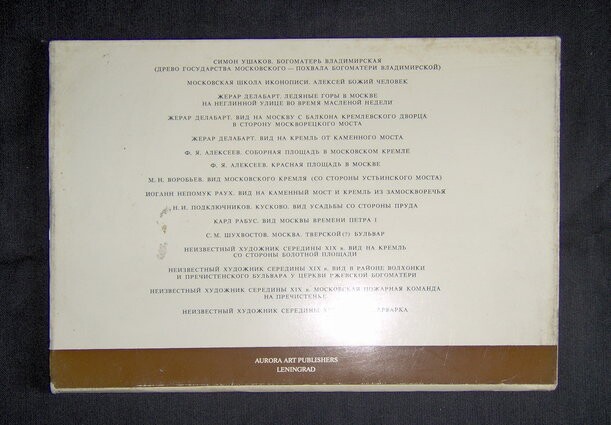 СИМОН УШАКОВ. БОГОМАТЕРЬ ВЛАДИМИРСКАЯ
(ДРЕВО ГОСУДАРСТВА МОСКОВСКОГО — ПОХВАЛА БОГОМАТЕРИ ВЛАДИМИРСКОЙ)
МОСКОВСКАЯ ШКОЛА ИКОНОПИСИ. АЛЕКСЕЙ БОЖИЙ ЧЕЛОВЕК
ЖЕРАР ДЕЛАБАРТ. ЛЕДЯНЫЕ ГОРЫ В МОСКВЕ
НА НЕГЛИННОЙ УЛИЦЕ ВО ВРЕМЯ МАСЛЕНОЙ НЕДЕЛИ
ЖЕРАР ДЕЛАБАРТ. ВИД НА МОСКВУ С БАЛКОНА КРЕМЛЕВСКОГО ДВОРЦА
В СТОРОНУ МОСКВОРЕЦКОГО МОСТА
ЖЕРАР ДЕЛАБАРТ. ВИД НА КРЕМЛЬ ОТ КАМЕННОГО МОСТА
Ф. Я. АЛЕКСЕЕВ. СОБОРНАЯ ПЛОЩАДЬ В МОСКОВСКОМ КРЕМЛЕ
Ф. Я. АЛЕКСЕЕВ. КРАСНАЯ ПЛОЩАДЬ В МОСКВЕ
М. Н. ВОРОБЬЕВ. ВИД МОСКОВСКОГО КРЕМЛЯ (СО СТОРОНЫ УСТЬИНСКОГО МОСТА)
ИОГАНН НЕПОМУК РАУХ. ВИД НА КАМЕННЫЙ МОСТ И КРЕМЛЬ ИЗ ЗАМОСКВОРЕЧЬЯ
Н. И. ПОДКЛЮЧНИКОВ. КУСКОВО. ВИД УСАДЬБЫ СО СТОРОНЫ ПРУДА
КАРЛ РАБУС. ВИД МОСКВЫ ВРЕМЕНИ ПЕТРА I
С. М. ШУХВОСТОВ. МОСКВА. ТВЕРСКОЙ (?) БУЛЬВАР
НЕИЗВЕСТНЫЙ ХУДОЖНИК СЕРЕДИНЫ XIX в. ВИД НА КРЕМЛЬ
СО СТОРОНЫ БОЛОТНОЙ ПЛОЩАДИ
НЕИЗВЕСТНЫЙ ХУДОЖНИК СЕРЕДИНЫ XIX в. ВИД В РАЙОНЕ ВОЛХОНКИ
И ПРЕЧИСТЕНСКОГО БУЛЬВАРА У ЦЕРКВИ РЖЕВСКОЙ БОГОМАТЕРИ
НЕИЗВЕСТНЫЙ ХУДОЖНИК СЕРЕДИНЫ XIX в. МОСКОВСКАЯ ПОЖАРНАЯ КОМАНДА
НА ПРЕЧИСТЕНКЕ
НЕИЗВЕСТНЫЙ ХУДОЖНИК СЕРЕДИНЫ
AURORA ART PUBLISHERS
LENINGRAD